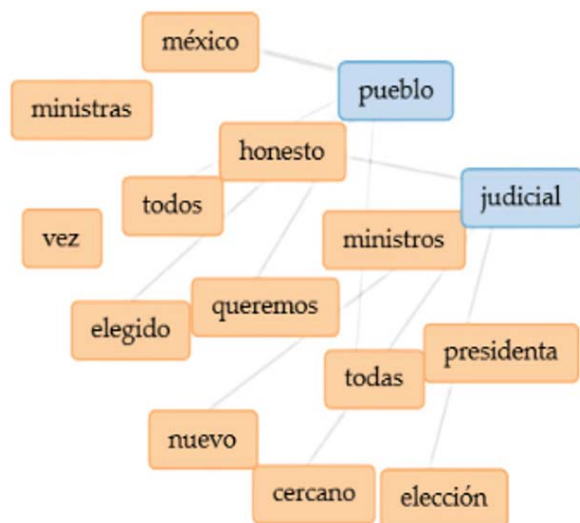 méxico
pueblo
ministras
honesto
judicial
todos
vez
ministros
queremos
elegido
presidenta
todas
nuevo
cercano
elección